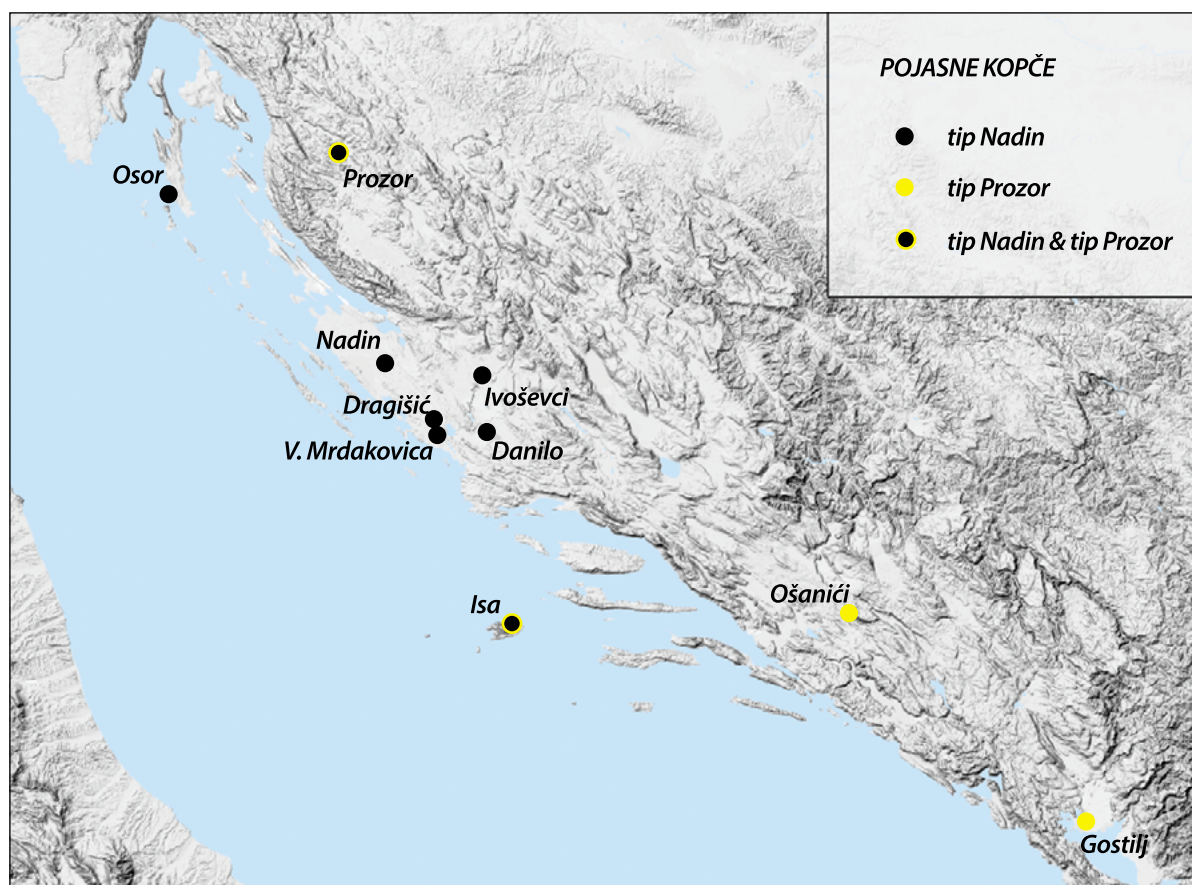 POJASNE KOPČE
tip Nadin
tip Prozor
tip Nadin & tip Prozor
Osor
Prozor
Nadin
Ivoševci
Dragišić
V. Mrdakovica
Danilo
Isa
Ošanići
Gostilj